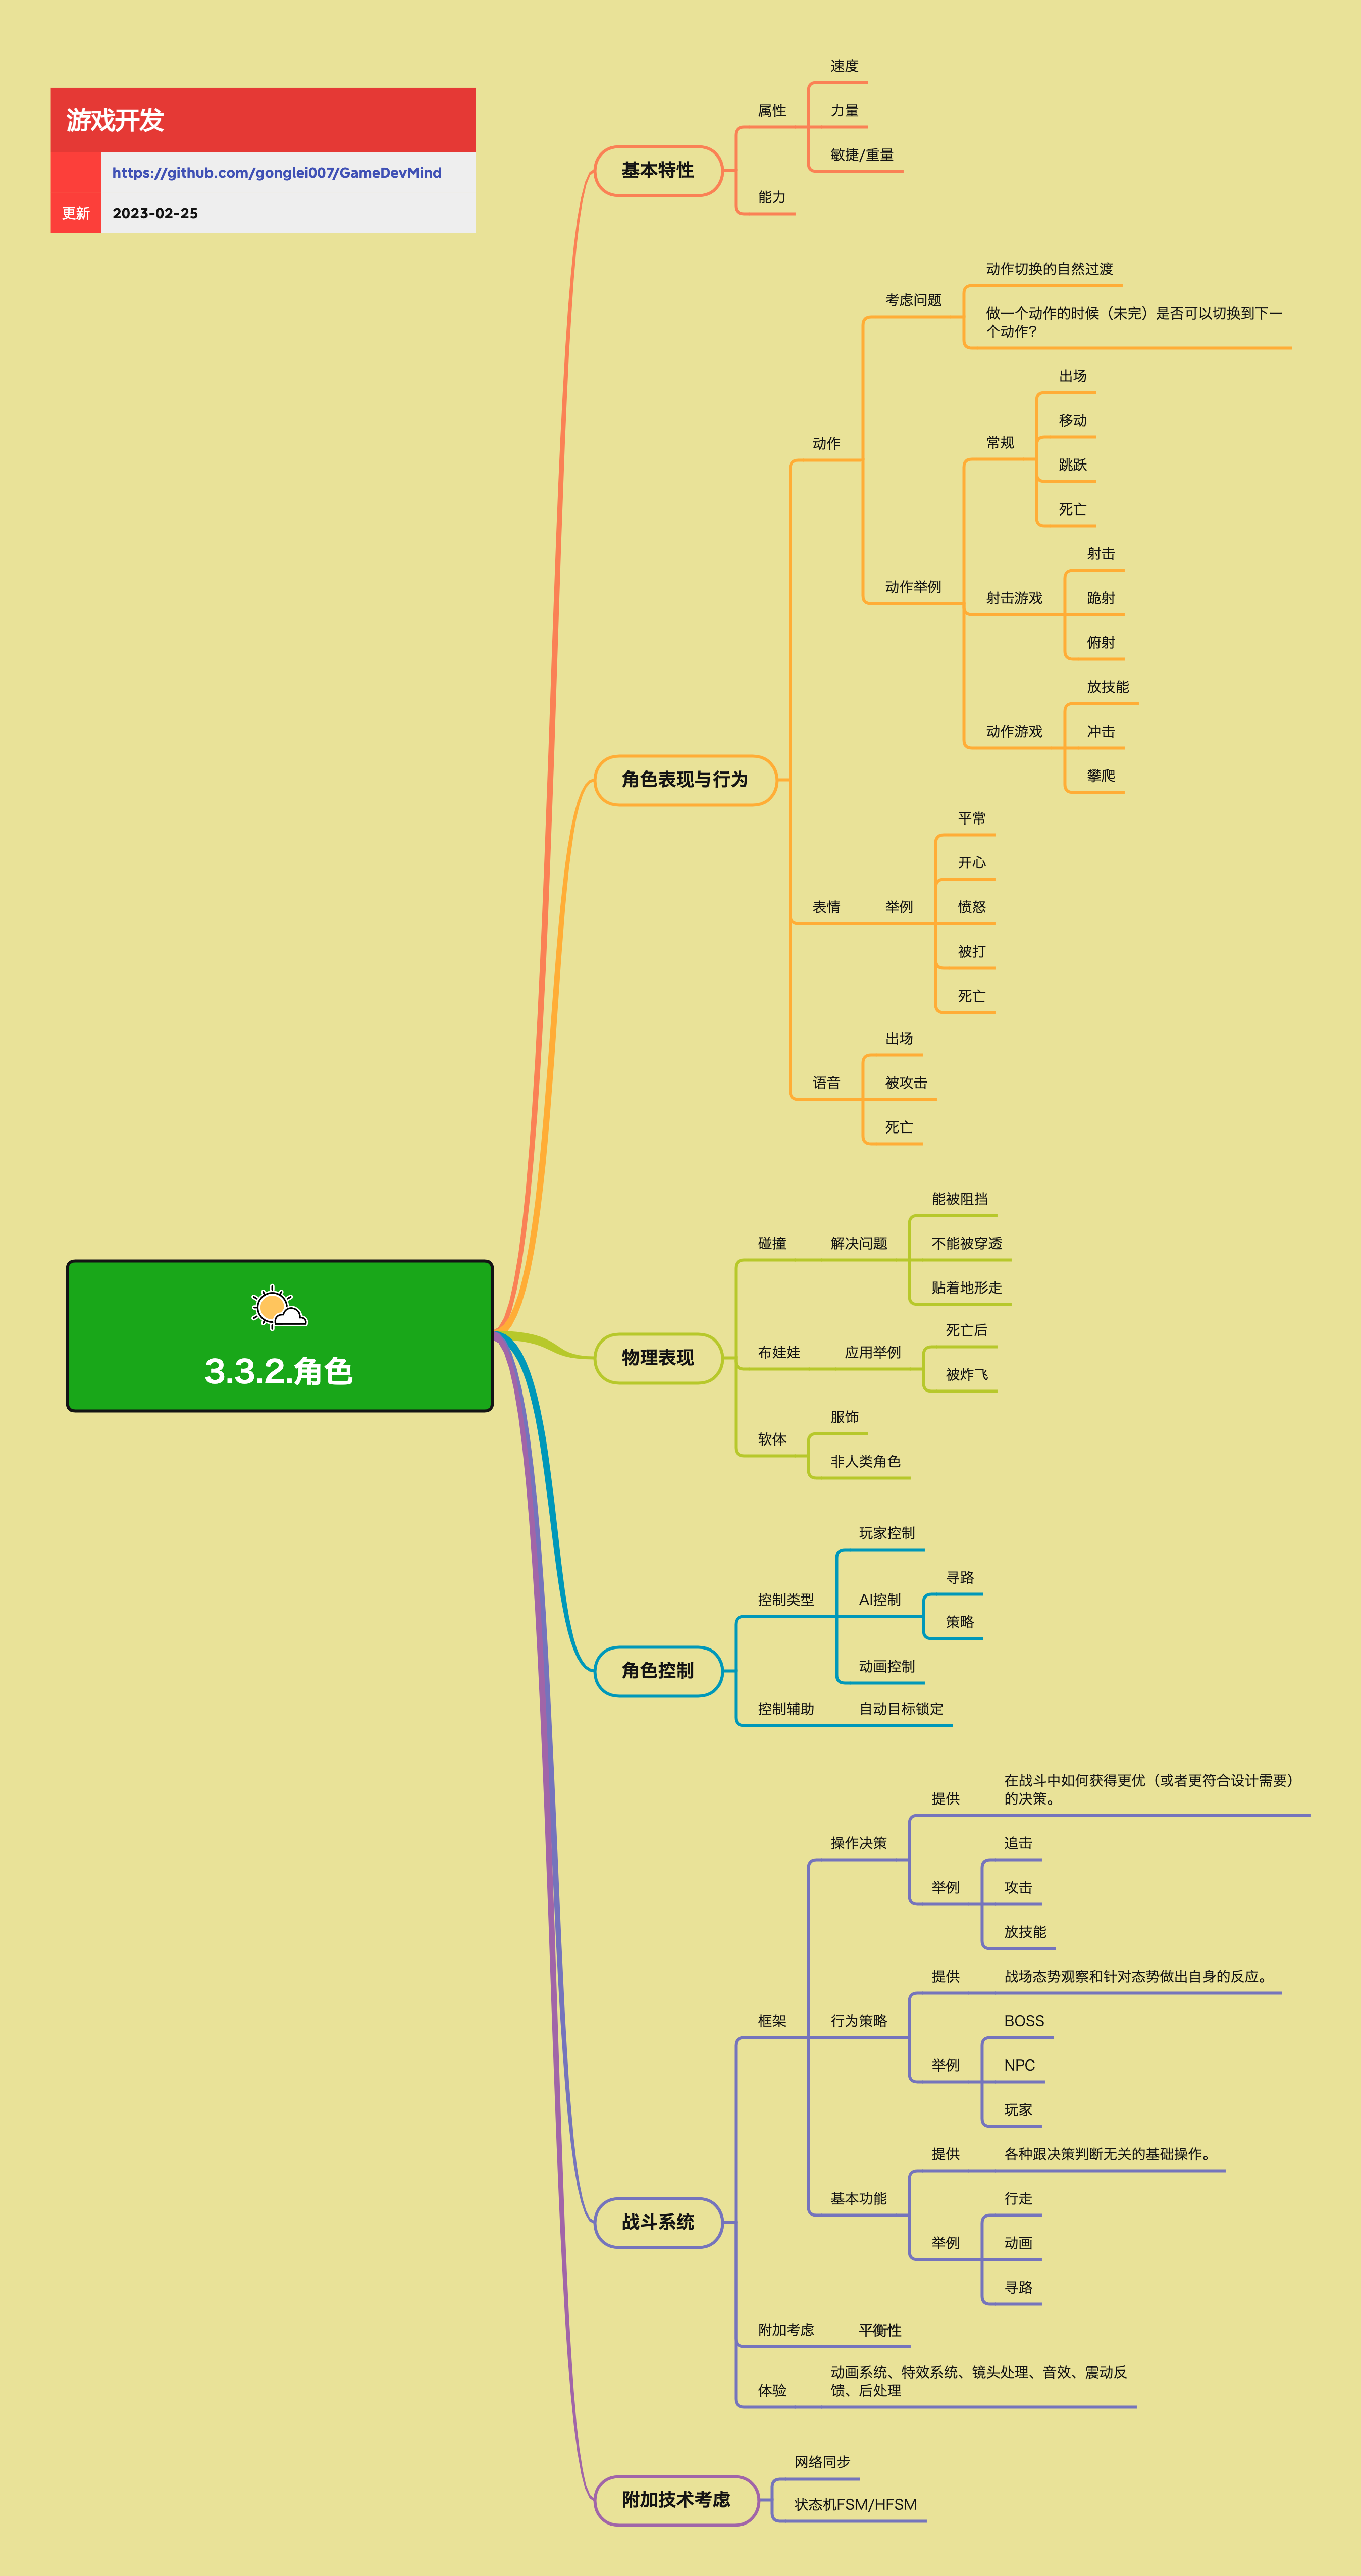 游戏开发
https://github.com/gonglei007/GameDevMind
更新
2023-02-25
3.3.2.角色
基本特性
属性
速度
力量
敏捷/重量
能力
角色表现与行为
动作
考虑问题
动作切换的自然过渡
做一个动作的时候（未完）是否可以切换到下一
个动作？
动作举例
常规
出场
移动
跳跃
死亡
射击游戏
射击
跪射
俯射
动作游戏
放技能
冲击
攀爬
表情
举例
平常
开心
愤怒
被打
死亡
语音
出场
被攻击
死亡
物理表现
碰撞
解决问题
能被阻挡
不能被穿透
贴着地形走
布娃娃
应用举例
死亡后
被炸飞
软体
服饰
非人类角色
角色控制
控制类型
玩家控制
AI控制
寻路
策略
动画控制
控制辅助
自动目标锁定
战斗系统
框架
操作决策
提供
在战斗中如何获得更优（或者更符合设计需要）
的决策。
举例
追击
攻击
放技能
行为策略
提供
战场态势观察和针对态势做出自身的反应。
举例
BOSS
NPC
玩家
基本功能
提供
各种跟决策判断无关的基础操作。
举例
行走
动画
寻路
附加考虑
平衡性
体验
动画系统、特效系统、镜头处理、音效、震动反
馈、后处理
附加技术考虑
网络同步
状态机FSM/HFSM